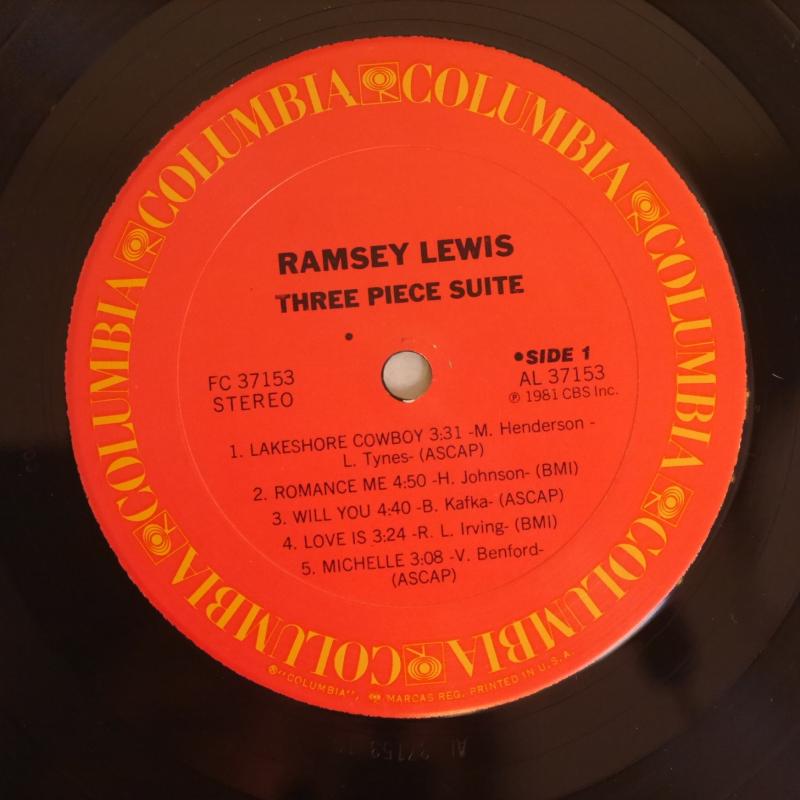 COLUMBIA COLUMBIA COLUMBIA COLUMBIA COLUMBIA COLUMBIA
RAMSEY LEWIS
THREE PIECE SUITE
FC 37153
STEREO
•SIDE 1
AL 37153
℗ 1981 CBS Inc.
1. LAKESHORE COWBOY 3:31 -M. Henderson -
L. Tynes- (ASCAP)
2. ROMANCE ME 4:50 -H. Johnson- (BMI)
3. WILL YOU 4:40 -B. Kafka- (ASCAP)
4. LOVE IS 3:24 -R. L. Irving- (BMI)
5. MICHELLE 3:08 -V. Benford-
(ASCAP)
®"COLUMBIA", MARCAS REG. PRINTED IN U.S.A.
AL 37153